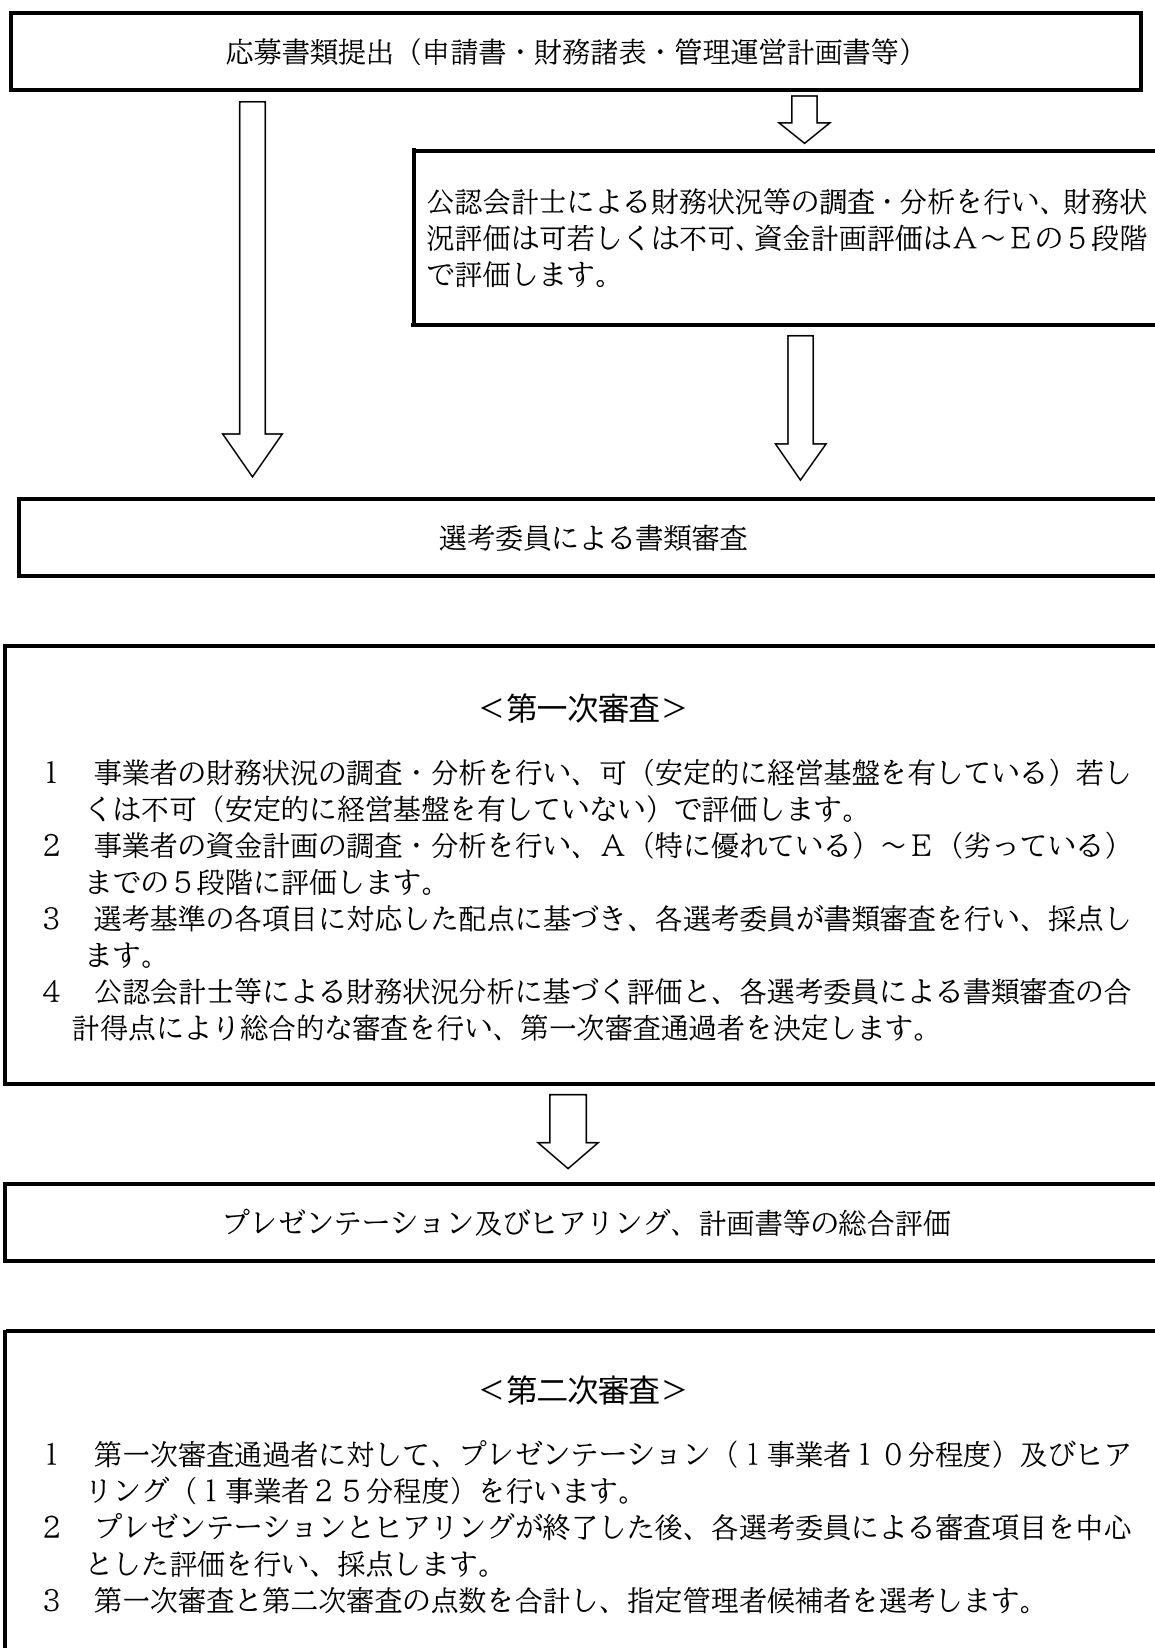 応募書類提出（申請書・財務諸表・管理運営計画書等）
公認会計士による財務状況等の調査・分析を行い、財務状
況評価は可若しくは不可、資金計画評価はＡ～Ｅの５段階
で評価します。
選考委員による書類審査
＜第一次審査＞
１　事業者の財務状況の調査・分析を行い、可（安定的に経営基盤を有している）若し
くは不可（安定的に経営基盤を有していない）で評価します。
２　事業者の資金計画の調査・分析を行い、Ａ（特に優れている）～Ｅ（劣っている）
までの５段階に評価します。
３　選考基準の各項目に対応した配点に基づき、各選考委員が書類審査を行い、採点し
ます。
４　公認会計士等による財務状況分析に基づく評価と、各選考委員による書類審査の合
計得点により総合的な審査を行い、第一次審査通過者を決定します。
プレゼンテーション及びヒアリング、計画書等の総合評価
＜第二次審査＞
１　第一次審査通過者に対して、プレゼンテーション（１事業者１０分程度）及びヒア
リング（１事業者２５分程度）を行います。
２　プレゼンテーションとヒアリングが終了した後、各選考委員による審査項目を中心
とした評価を行い、採点します。
３　第一次審査と第二次審査の点数を合計し、指定管理者候補者を選考します。